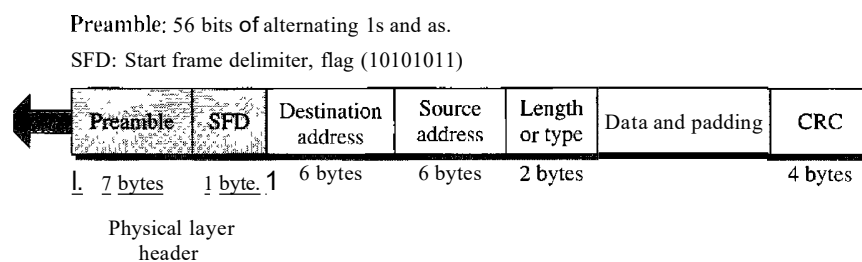 Preamble: 56 bits of alternating 1s and as.
SFD: Start frame delimiter, flag (10101011)
Preamble SFD Destination address Source address Length or type Data and padding CRC
l. 7 bytes 1 byte. 1 6 bytes 6 bytes 2 bytes 4 bytes
Physical layer
header